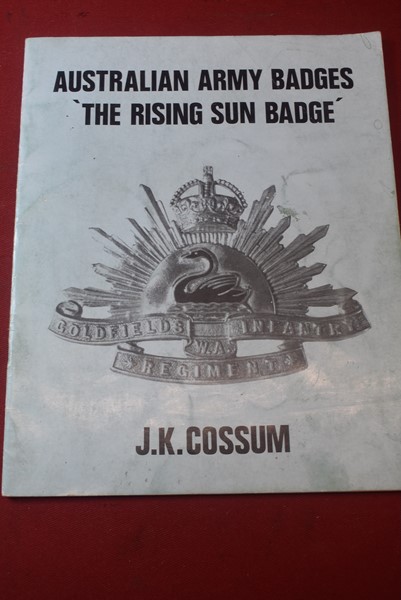 AUSTRALIAN ARMY BADGES
`THE RISING SUN BADGE´
GOLDFIELDS INFANTRY
W.A.
REGIMENT
J.K.COSSUM